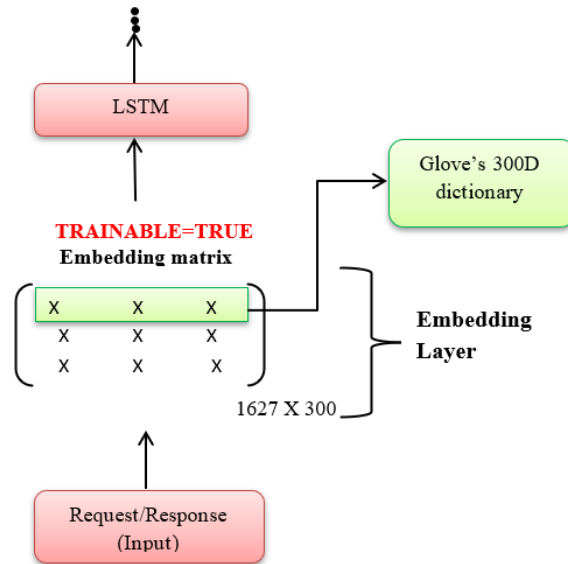 LSTM
Glove's 300D
dictionary
TRAINABLE=TRUE
Embedding matrix
X X X
X X X
X X X
Embedding
Layer
1627 X 300
Request/Response
(Input)